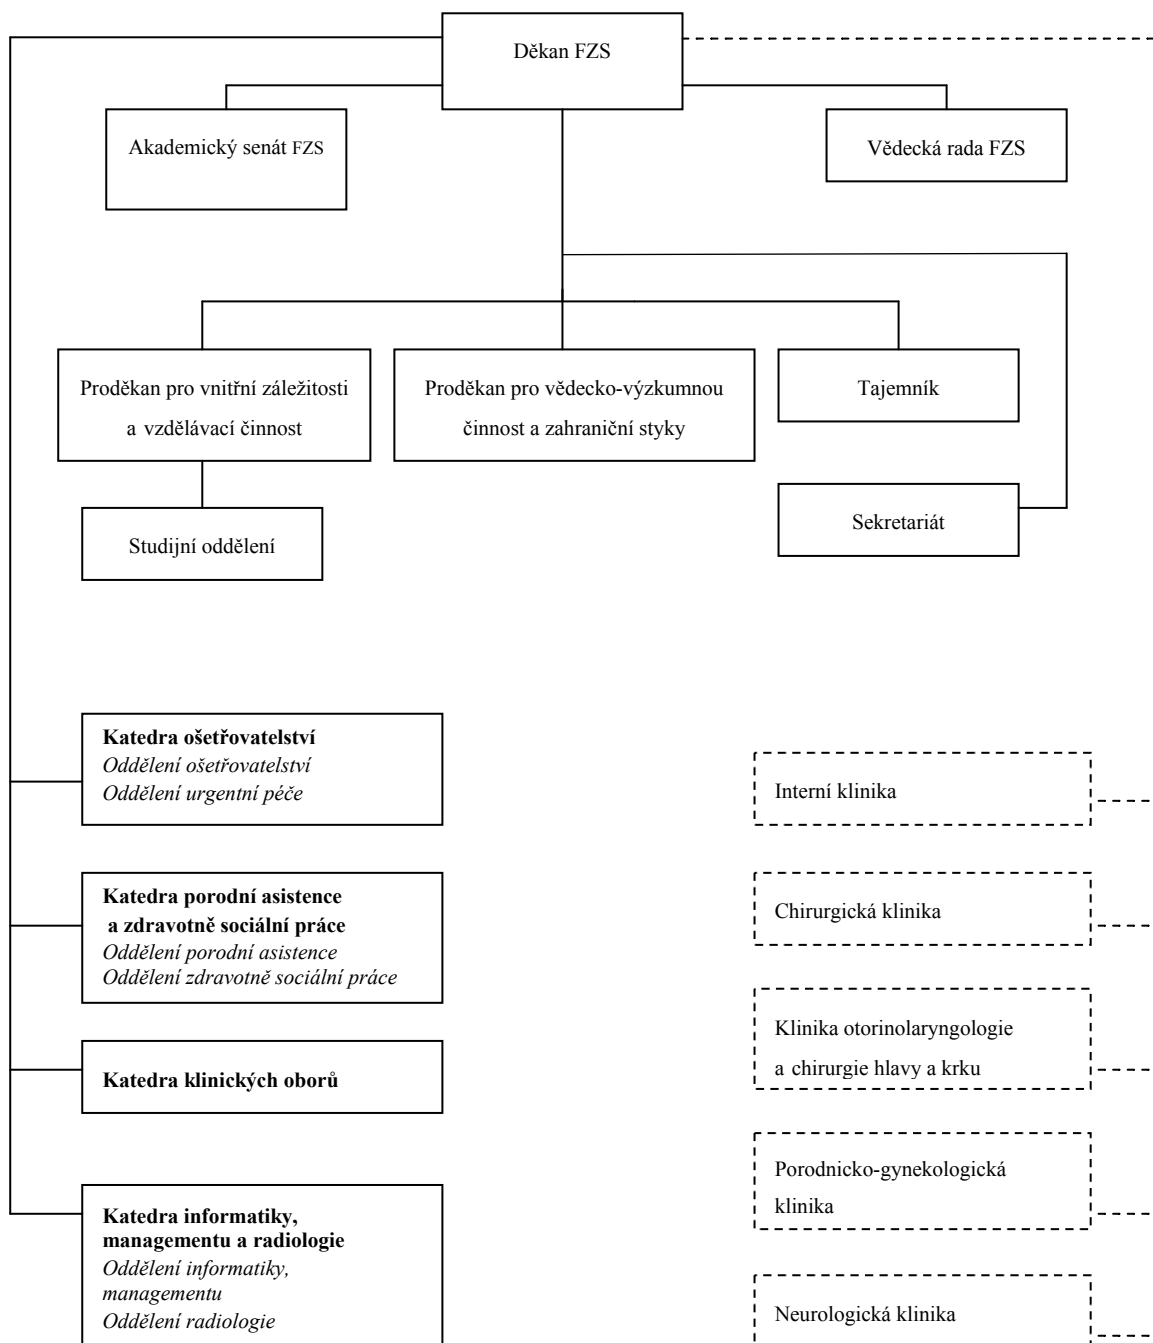 Děkan FZS
Akademický senát FZS
Vědecká rada FZS
Proděkan pro vnitřní záležitosti
a vzdělávací činnost
Proděkan pro vědecko-výzkumnou
činnost a zahraniční styky
Tajemník
Sekretariát
Studijní oddělení
Katedra ošetřovatelství
Oddělení ošetřovatelství
Oddělení urgentní péče
Interní klinika
Katedra porodní asistence
a zdravotně sociální práce
Oddělení porodní asistence
Oddělení zdravotně sociální práce
Chirurgická klinika
Klinika otorinolaryngologie
a chirurgie hlavy a krku
Katedra klinických oborů
Porodnicko-gynekologická
klinika
Katedra informatiky,
managementu a radiologie
Oddělení informatiky,
managementu
Oddělení radiologie
Neurologická klinika